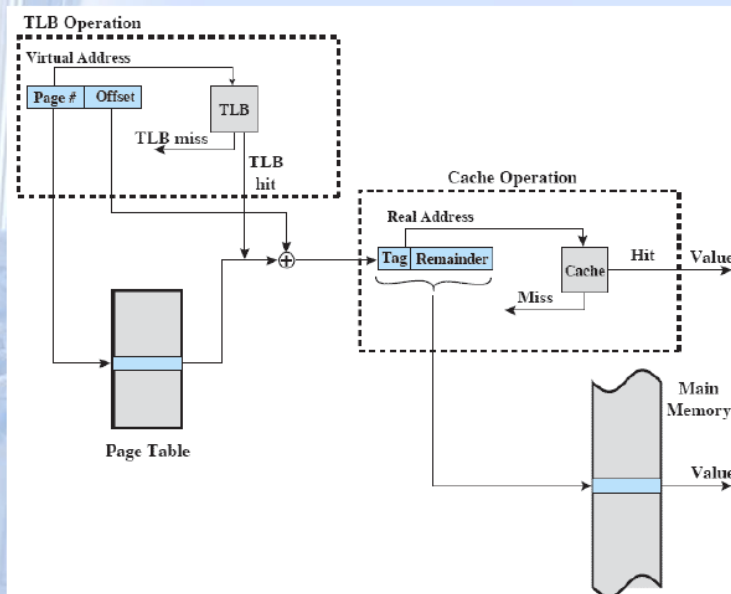 TLB Operation
Virtual Address
Page # Offset
TLB
TLB miss
TLB
hit
Cache Operation
Real Address
Tag Remainder
Cache
Hit
Value
Miss
Page Table
Main
Memory
Value